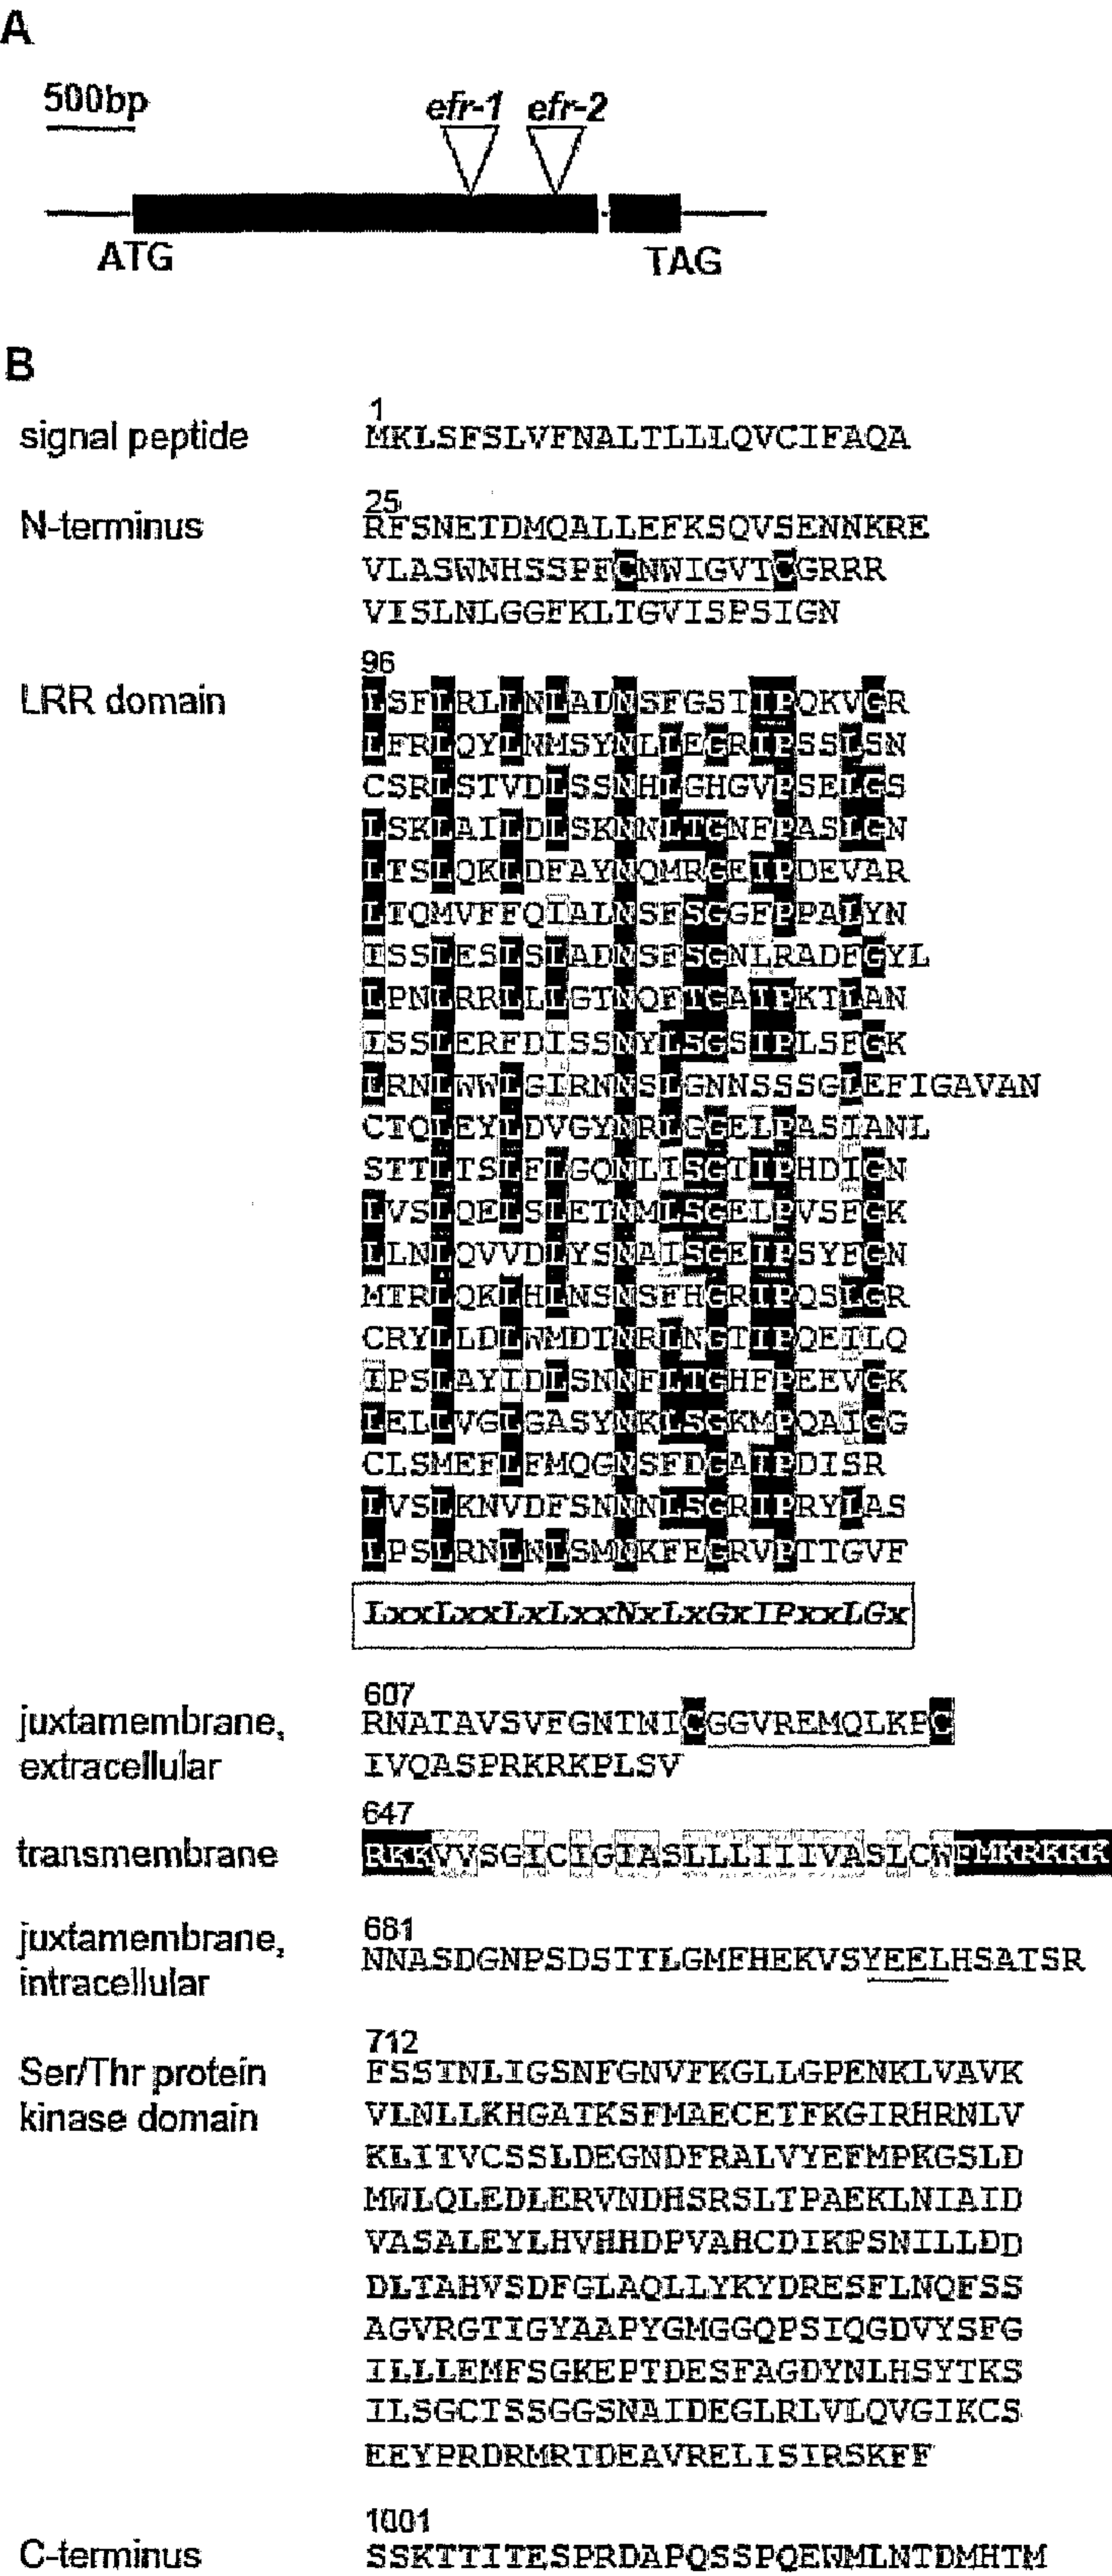 A
500bp
efr-1 efr-2
ATG TAG
B
1
signal peptide MKLSFSLVFNALTLLLQVCIFAQA
25
N-terminus RFSNETDMQALLEFKSQVSENNKRE
VLASWNHSSPFCNWIGVTCGRRR
VISLNLGGFKLTGVISPSIGN
96
LRR domain LSFLRLLNLADNSFGSTIPQKVGR
LFRLQYLNMSYNLLEGRIPSSLSN
CSRLSTVDLSSNHLGHGVPSELGS
LSKLAILDLSKNNLTGNFPASLGN
LTSLQKLDFAYNQMRGEIPDEVAR
LTQMVFFQIALNSFSGGFPPALYN
ISSLESLSLADNSFSGNLRADFGYL
LPNLRRLLLGTNQFTGAIPKTLAN
ISSLERFDISSNYLSGSIPLSFGK
LRNLWWLGIRNNSLGNNSSSGLEFIGAVAN
CTQLEYLDVGYNRLGGELPASIANL
STTLTSLFLGQNLISGTIPHDIGN
LVSLQELSLETNMLSGELPVSFGK
LLNLQVVDLYSNAISGEIPSYFGN
MTRLQKLHLNSNSFHGRIPQSLGR
CRYLLDLWMDTNRLNGTIPQEILQ
IPSLAYIDLSNNFLTGHFPEEVGK
LELLVGLGASYNKLSGKMPQAIGG
CLSMEFLFMQGNSFDGAIPDISR
LVSLKNVDFSNNNLSGRIPRYLAS
LPSLRNLNLSMNKFEGRVPTTGVF
LxxLxxLxLxxNxLxGxIPxxLGx
607
juxtamembrane, RNATAVSVFGNTNICGGVREMQLKPC
extracellular IVQASPRKRKPLSV
647
transmembrane RKKVVSGICIGIASLLLIIIVASLCWFMKRKKK
681
juxtamembrane, NNASDGNPSDSTTLGMFHEKVSYEELHSATSR
intracellular
712
Ser/Thr protein FSSTNLIGSNFGNVFKGLLGPENKLVAVK
kinase domain VLNLLKHGATKSFMAECETFKGIRHRNLV
KLITVCSSLDEGNDFRALVYEFMPKGSLD
MWLQLEDLERVNDHSRSLTPAEKLNIAID
VASALEYLHVHHDPVAHCDIKPSNILLDD
DLTAHVSDFGLAQLLYKYDRESFLNQFSS
AGVRGTIGYAAPYGMGGQPSIQGDVYSFG
ILLLEMFSGKEPTDESFAGDYNLHSYTKS
ILSGCTSSGGSNAIDEGLRLVLQVGIKCS
EEYPRDRMRTDEAVRELISIRSKFF
1001
C-terminus SSKTTITESPRDAPQSSPQEWMLNTDMHTM